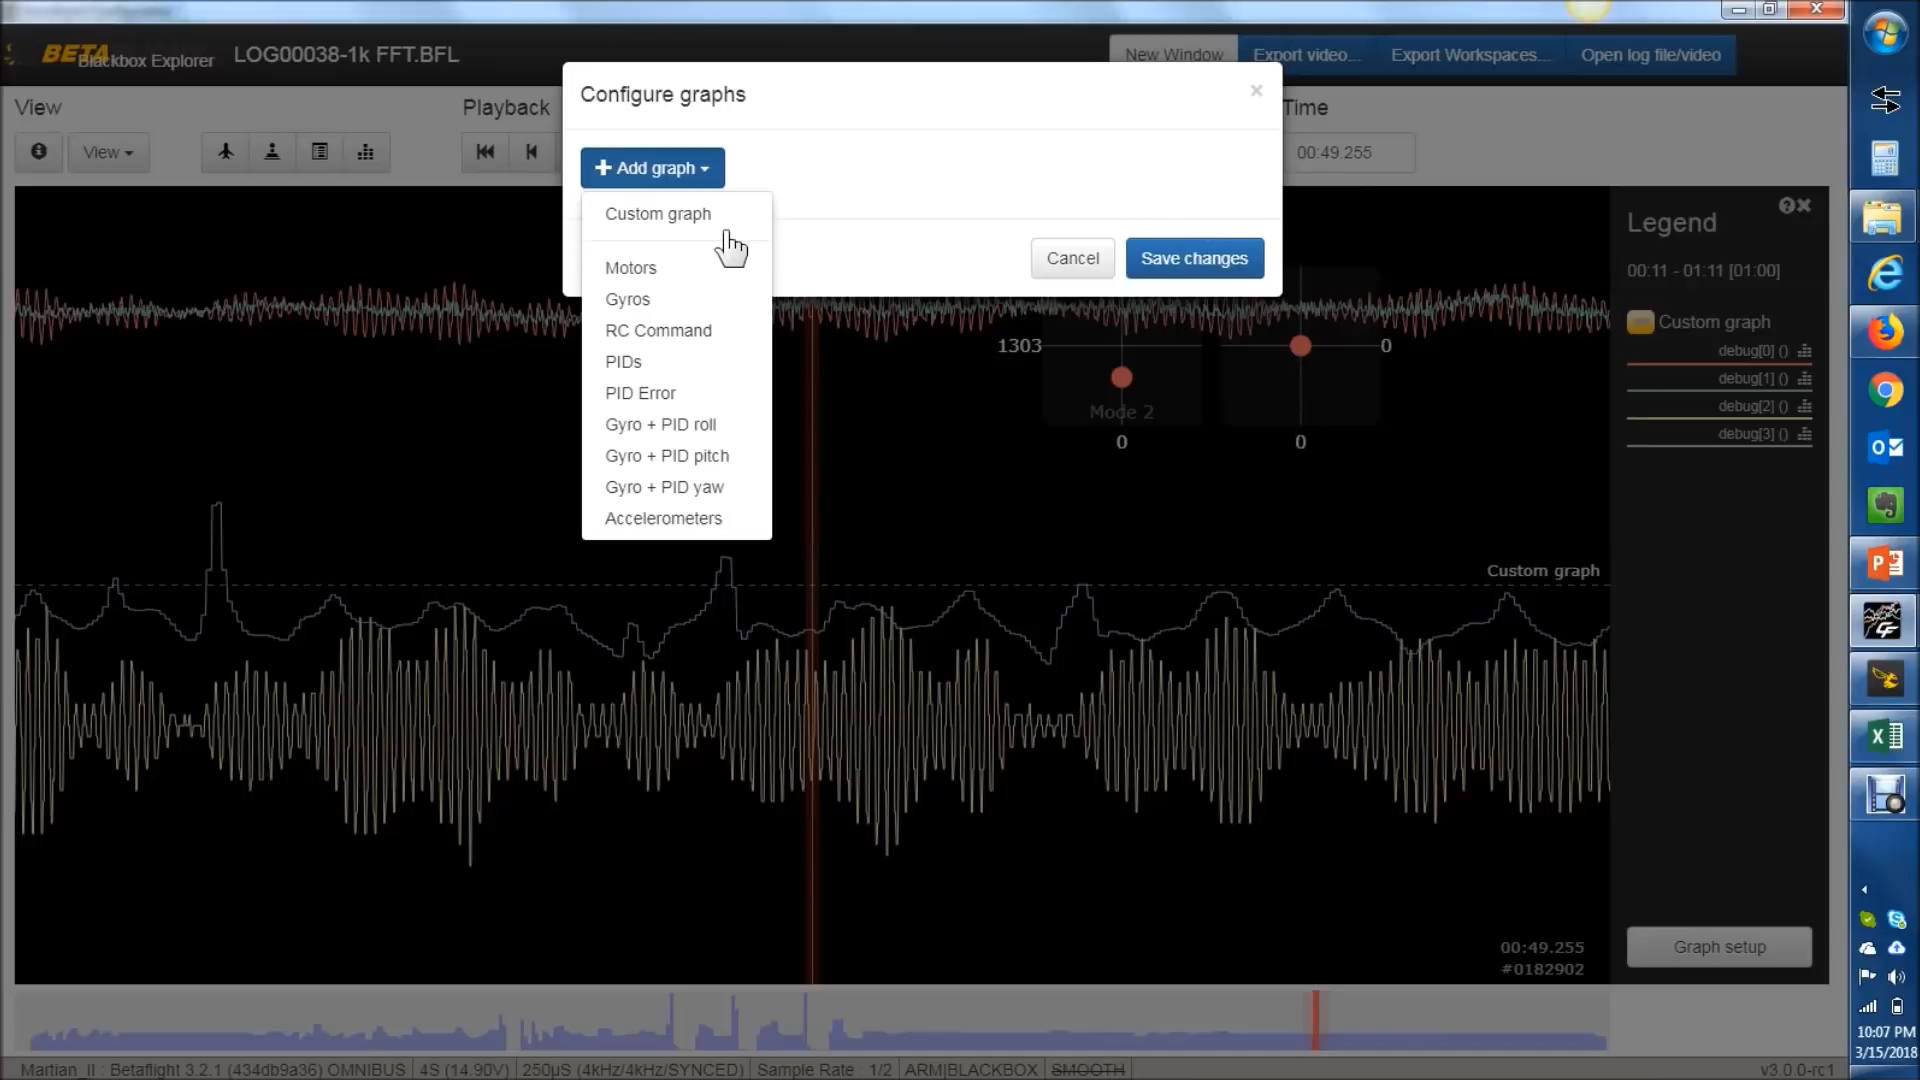 BETA
Blackbox Explorer
LOG00038-1k FFT.BFL
New Window
Export video...
Export Workspaces...
Open log file/video
View
Playback
Time
View
00:49.255
Configure graphs
×
Add graph
Custom graph
Motors
Gyros
RC Command
PIDs
PID Error
Gyro + PID roll
Gyro + PID pitch
Gyro + PID yaw
Accelerometers
Cancel
Save changes
1303
0
Mode 2
0
0
Legend
00:11 - 01:11 [01:00]
Custom graph
debug[0] ()
debug[1] ()
debug[2] ()
debug[3] ()
Custom graph
00:49.255
#0182902
Graph setup
Martian_II : Betaflight 3.2.1 (434db9a36) OMNIBUS
4S (14.90V)
250µS (4kHz/4kHz/SYNCED)
Sample Rate : 1/2
ARM|BLACKBOX
SMOOTH
v3.0.0-rc1
10:07 PM
3/15/2018